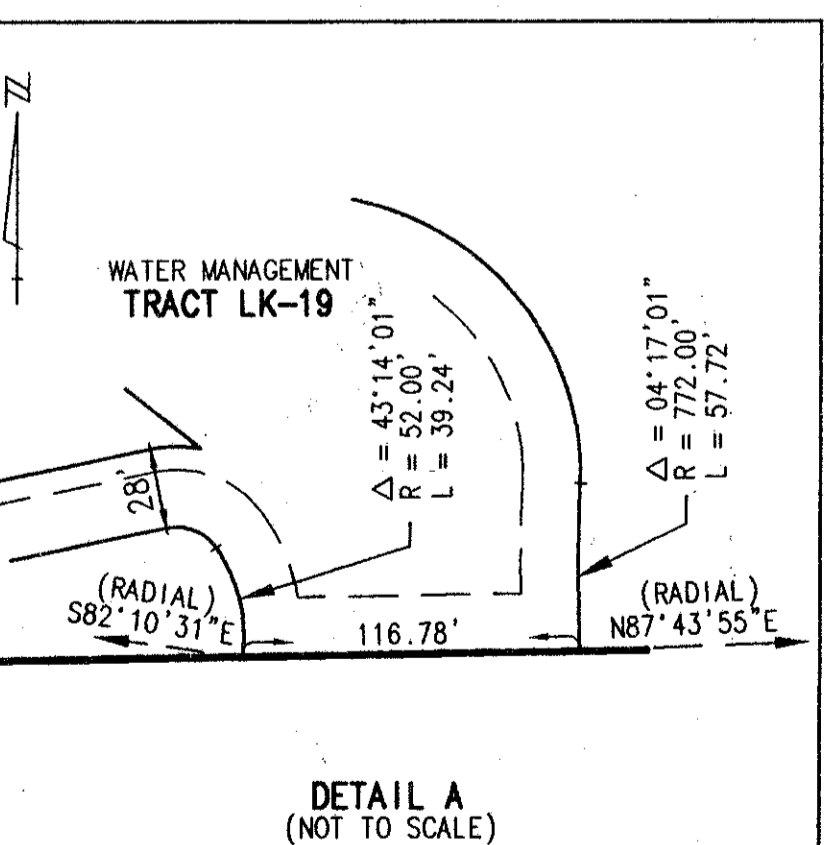 N
WATER MANAGEMENT
TRACT LK-19
Δ = 43°14'01"
R = 52.00'
L = 39.24'
Δ = 04°17'01"
R = 772.00'
L = 57.72'
28'
(RADIAL)
S82°10'31"E
116.78'
(RADIAL)
N87°43'55"E
DETAIL A
(NOT TO SCALE)